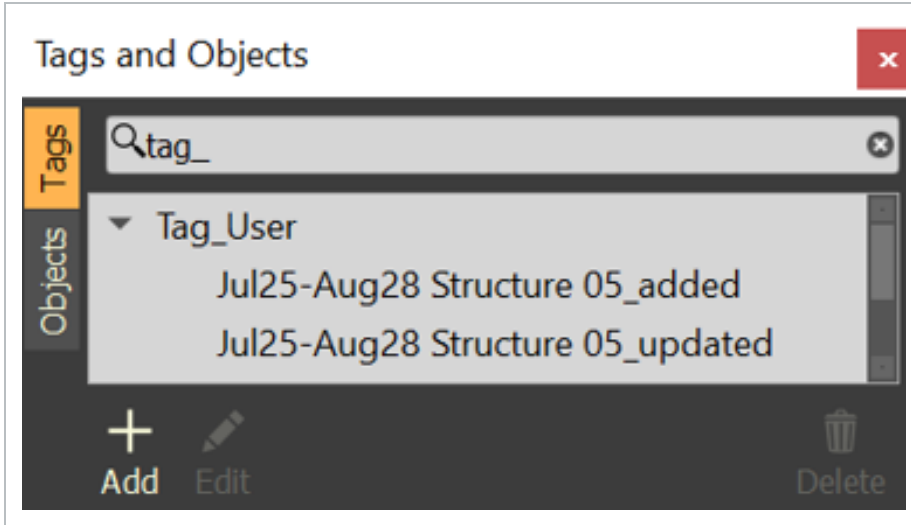 Tags and Objects
x
Tags
tag_
Tag_User
Objects
Jul25-Aug28 Structure 05_added
Jul25-Aug28 Structure 05_updated
Add
Edit
Delete